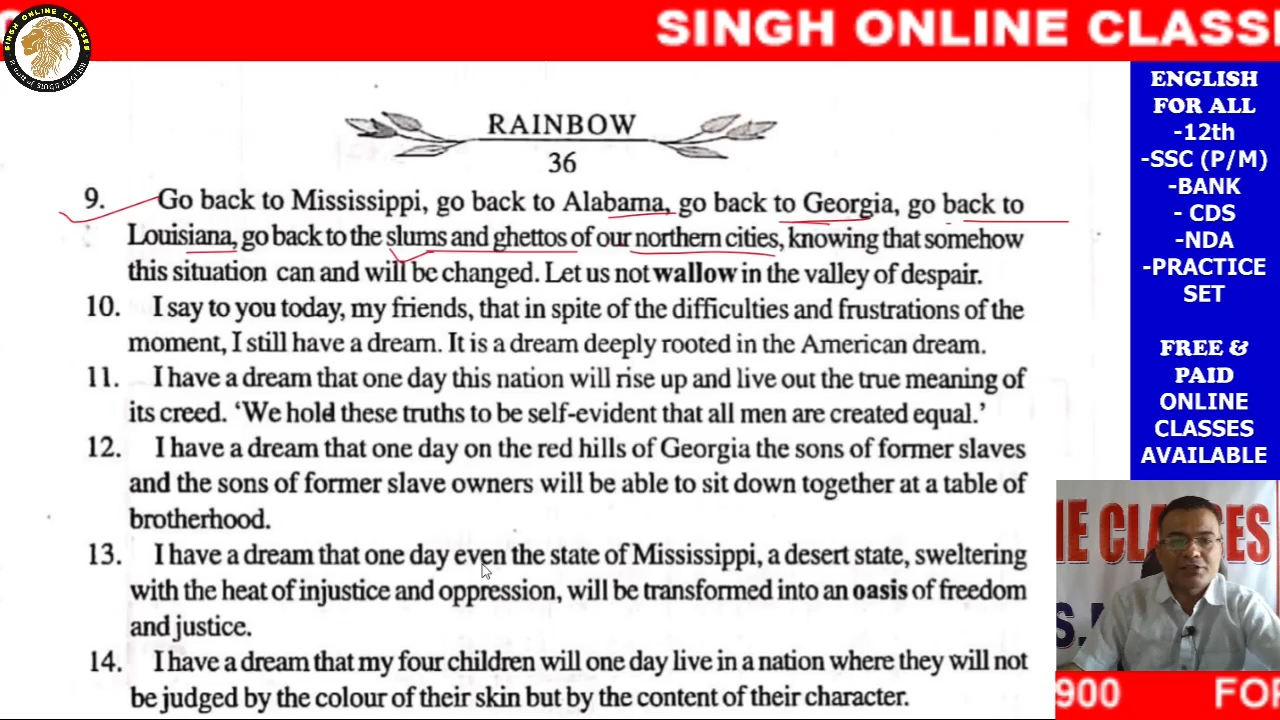 SINGH ONLINE CLASSE
SINGH ONLINE CLASSES
ENGLISH
FOR ALL
-12th
-SSC (P/M)
-BANK
- CDS
-NDA
-PRACTICE
SET
FREE &
PAID
ONLINE
CLASSES
AVAILABLE
RAINBOW
36
9. Go back to Mississippi, go back to Alabama, go back to Georgia, go back to
Louisiana, go back to the slums and ghettos of our northern cities, knowing that somehow
this situation can and will be changed. Let us not wallow in the valley of despair.
10. I say to you today, my friends, that in spite of the difficulties and frustrations of the
moment, I still have a dream. It is a dream deeply rooted in the American dream.
11. I have a dream that one day this nation will rise up and live out the true meaning of
its creed. ‘We hold these truths to be self-evident that all men are created equal.’
12. I have a dream that one day on the red hills of Georgia the sons of former slaves
and the sons of former slave owners will be able to sit down together at a table of
brotherhood.
13. I have a dream that one day even the state of Mississippi, a desert state, sweltering
with the heat of injustice and oppression, will be transformed into an oasis of freedom
and justice.
14. I have a dream that my four children will one day live in a nation where they will not
be judged by the colour of their skin but by the content of their character.
NE CLASSES
S.
900 FOR